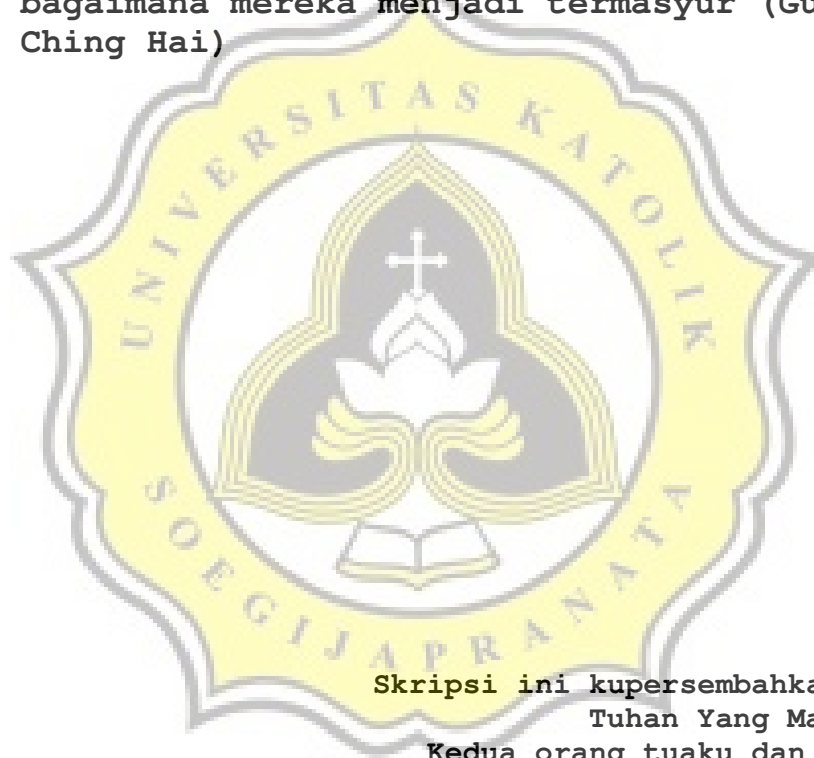 bagaimana mereka menjadi termasyur (Gu
Ching Hai)
UNIVERSITAS KATOLIK
SOEGIJAPRANATA
Skripsi ini kupersembahka
Tuhan Yang Ma
Kedua orang tuaku dan